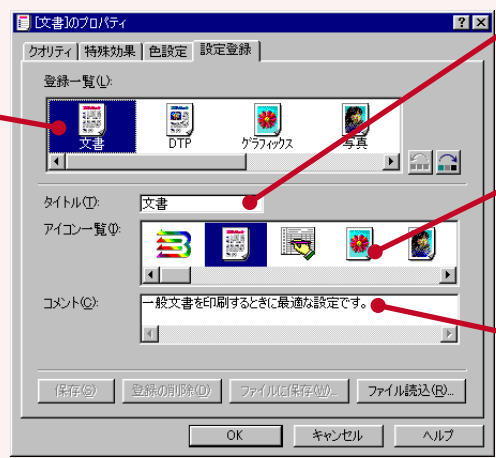 [文書]のプロパティ
クオリティ 特殊効果 色設定 設定登録
登録一覧(L):
文書 DTP グラフィックス 写真
タイトル(T): 文書
アイコン一覧(I):
コメント(C): 一般文書を印刷するときに最適な設定です。
保存(S) 登録の削除(D) ファイルに保存(W)... ファイル読込(R)...
OK キャンセル ヘルプ